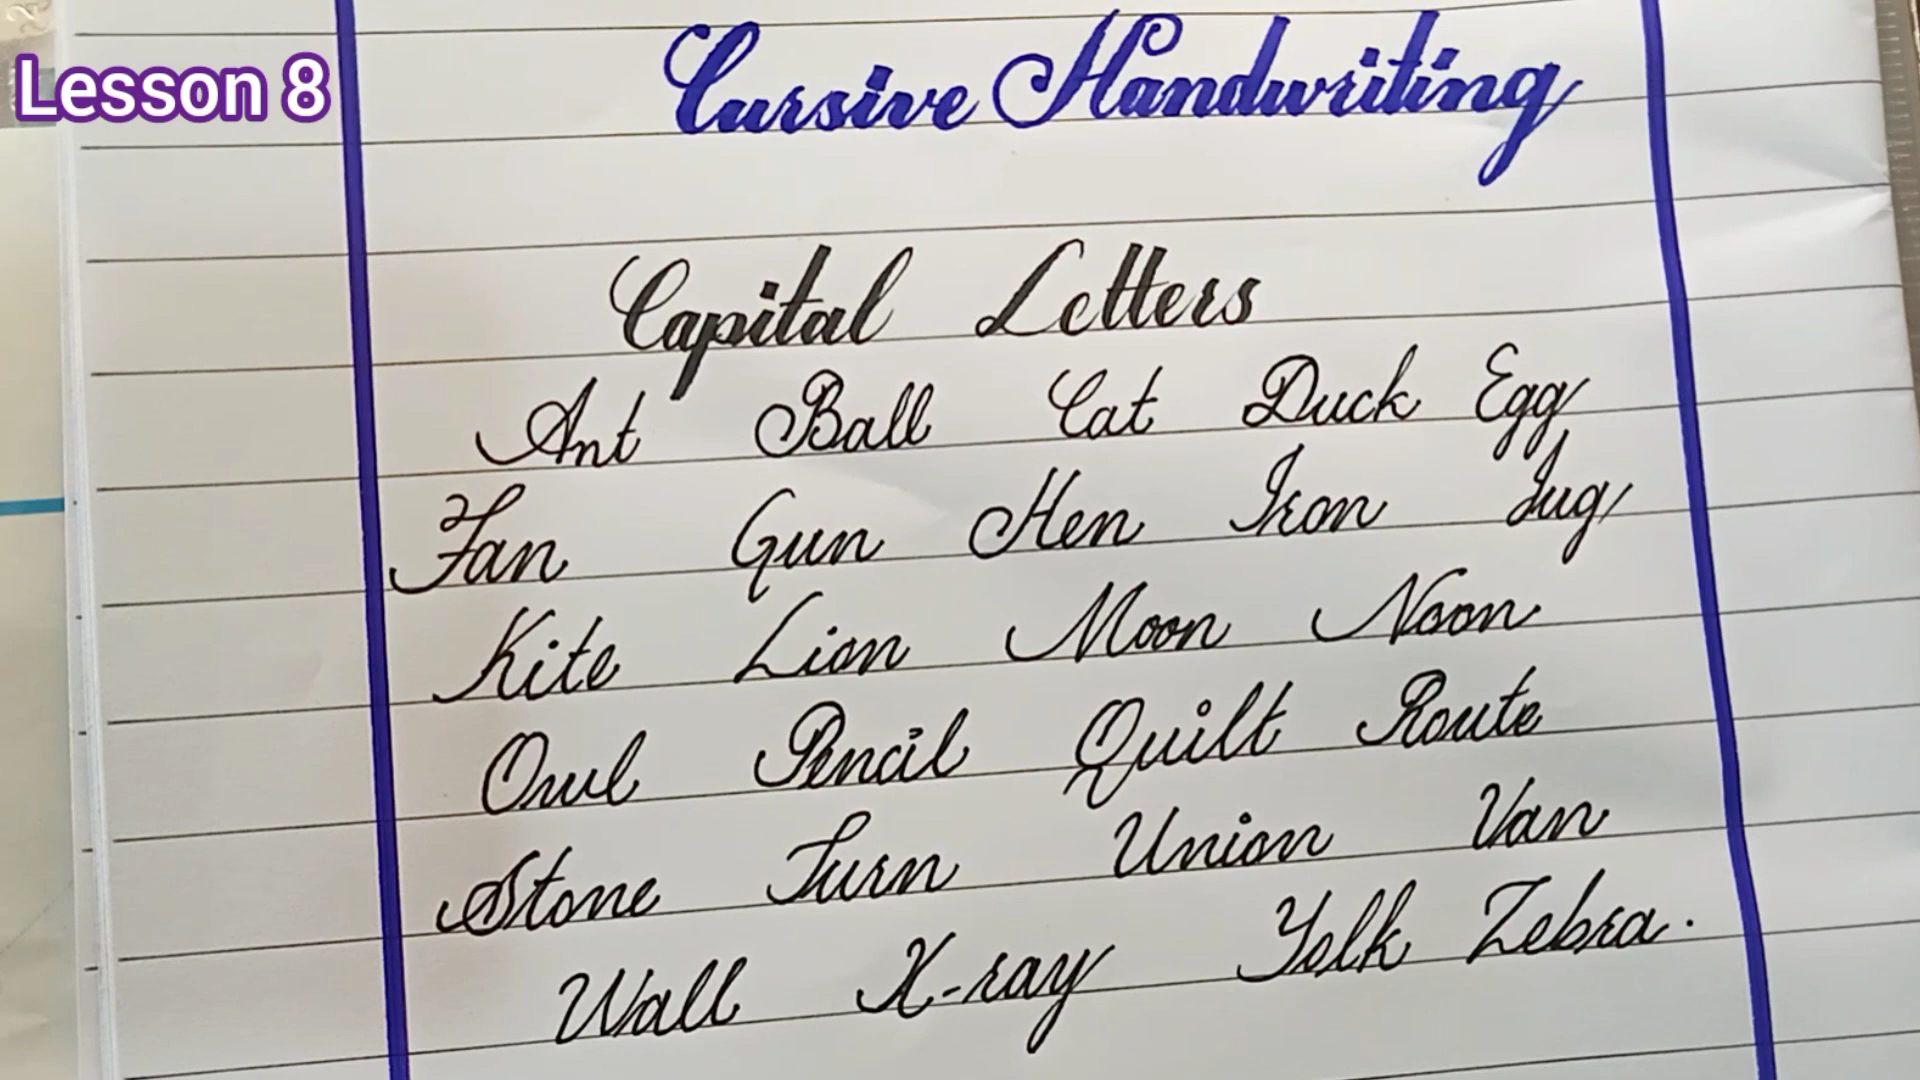 Lesson 8
Cursive Handwriting
Capital Letters
Ant Ball Cat Duck Egg
Fan Gun Hen Iron Jug
Kite Lion Moon Noon
Owl Pencil Quilt Route
Stone Turn Union Van
Wall X-ray Yolk Zebra.